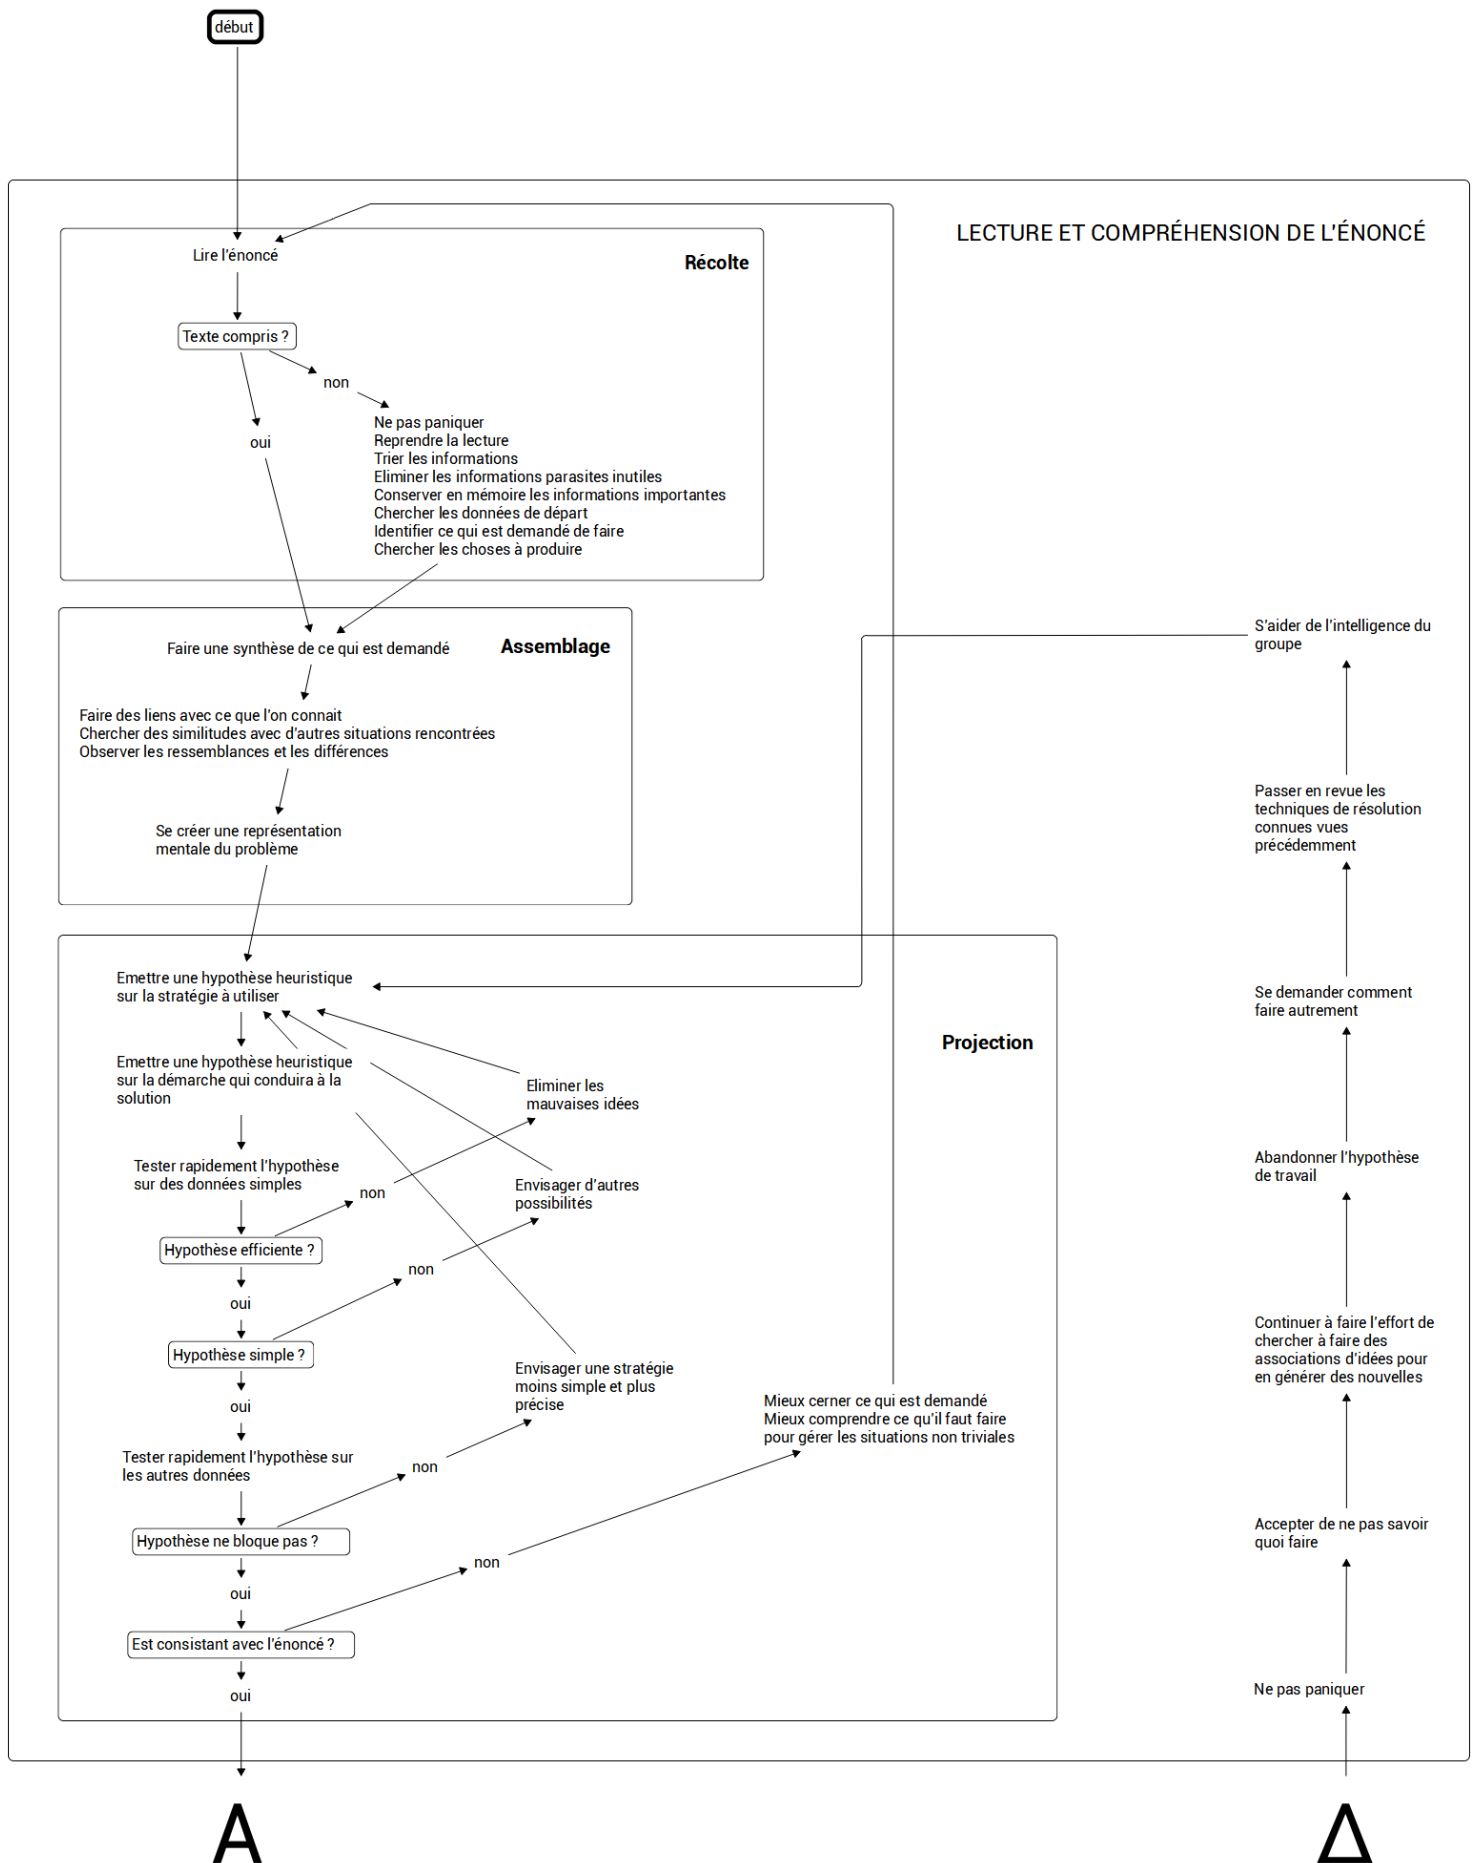 début
LECTURE ET COMPRÉHENSION DE L'ÉNONCÉ
Récolte
Lire l'énoncé
Texte compris ?
non
oui
Ne pas paniquer
Reprendre la lecture
Trier les informations
Eliminer les informations parasites inutiles
Conserver en mémoire les informations importantes
Chercher les données de départ
Identifier ce qui est demandé de faire
Chercher les choses à produire
Assemblage
Faire une synthèse de ce qui est demandé
Faire des liens avec ce que l'on connait
Chercher des similitudes avec d'autres situations rencontrées
Observer les ressemblances et les différences
Se créer une représentation
mentale du problème
Projection
Emettre une hypothèse heuristique
sur la stratégie à utiliser
Emettre une hypothèse heuristique
sur la démarche qui conduira à la
solution
Eliminer les
mauvaises idées
Tester rapidement l'hypothèse
sur des données simples
non
Envisager d'autres
possibilités
Hypothèse efficiente ?
non
oui
Hypothèse simple ?
Envisager une stratégie
moins simple et plus
précise
oui
Mieux cerner ce qui est demandé
Mieux comprendre ce qu'il faut faire
pour gérer les situations non triviales
Tester rapidement l'hypothèse sur
les autres données
non
Hypothèse ne bloque pas ?
non
oui
Est consistant avec l'énoncé ?
oui
A
S'aider de l'intelligence du
groupe
Passer en revue les
techniques de résolution
connues vues
précédemment
Se demander comment
faire autrement
Abandonner l'hypothèse
de travail
Continuer à faire l'effort de
chercher à faire des
associations d'idées pour
en générer des nouvelles
Accepter de ne pas savoir
quoi faire
Ne pas paniquer
Δ